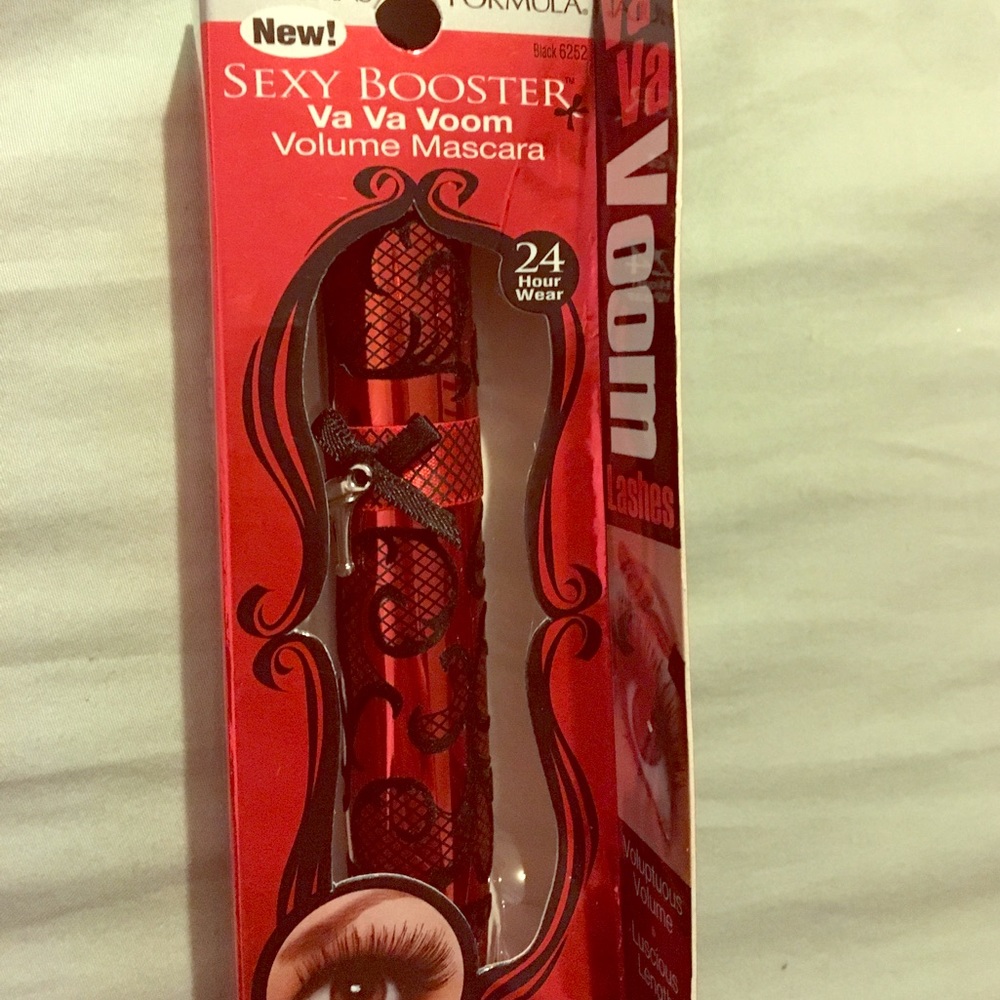 FORMULA®
New!
Black 6252
SEXY BOOSTER™
Va Va Voom
Volume Mascara
24
Hour
Wear
Va
Va
Voom
Lashes
Voluptuous
Volume
Luscious